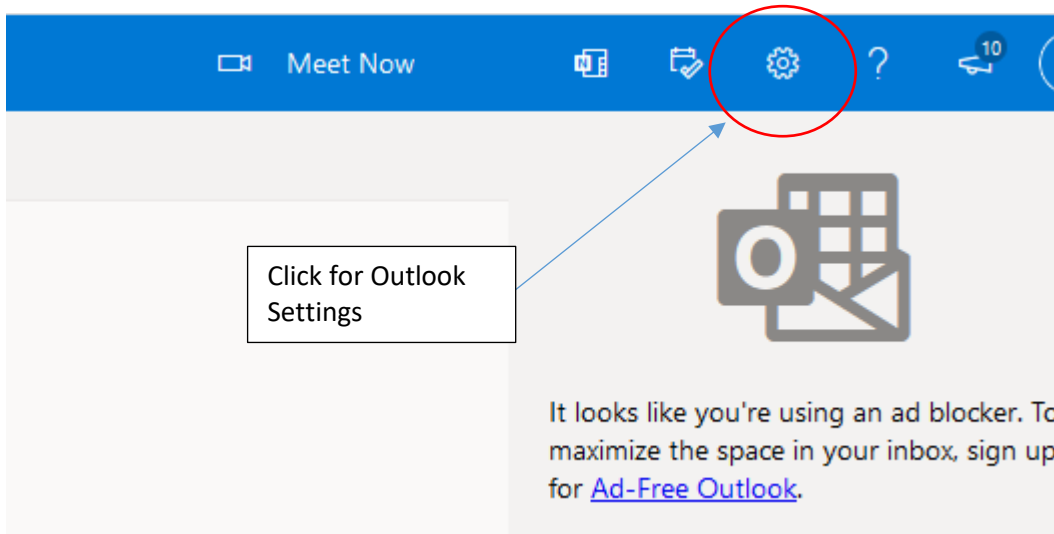 Meet Now
N
?
10
Click for Outlook
Settings
O
It looks like you're using an ad blocker. To
maximize the space in your inbox, sign up
for Ad-Free Outlook.